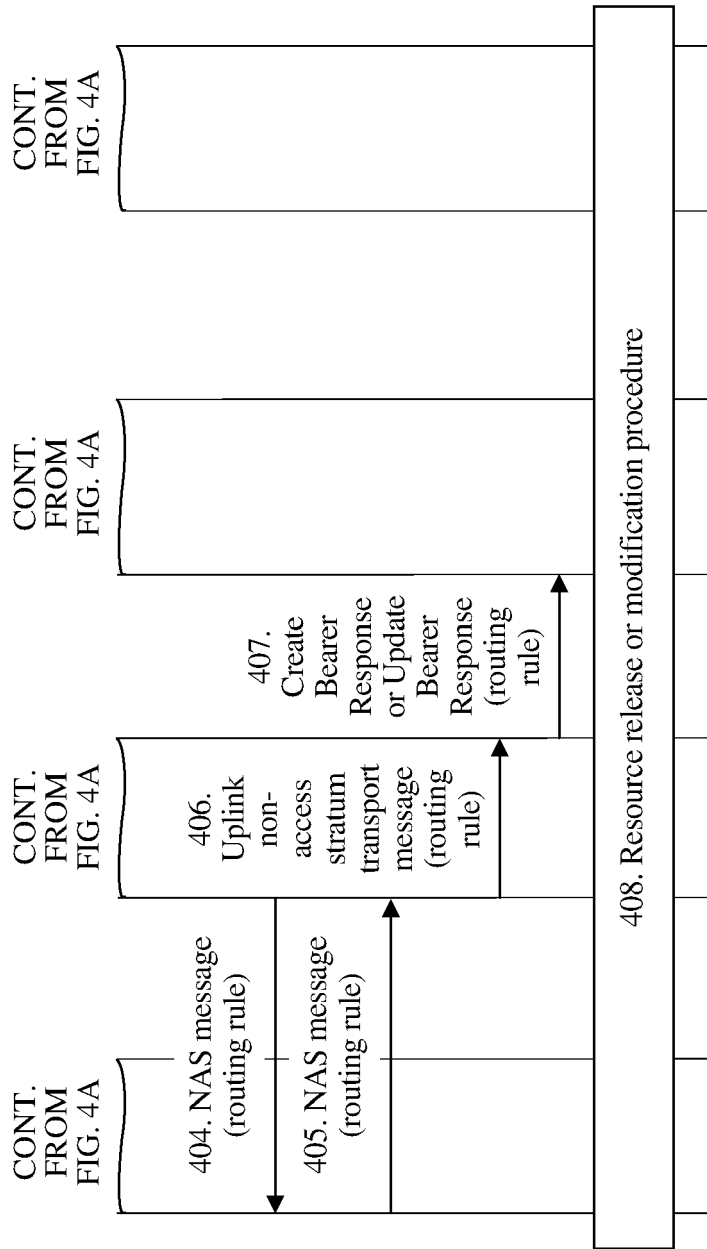 CONT.
FROM
FIG. 4A
CONT.
FROM
FIG. 4A
CONT.
FROM
FIG. 4A
CONT.
FROM
FIG. 4A
404. NAS message
(routing rule)
405. NAS message
(routing rule)
406.
Uplink
non-
access
stratum
transport
message
(routing
rule)
407.
Create
Bearer
Response
or Update
Bearer
Response
(routing
rule)
408. Resource release or modification procedure